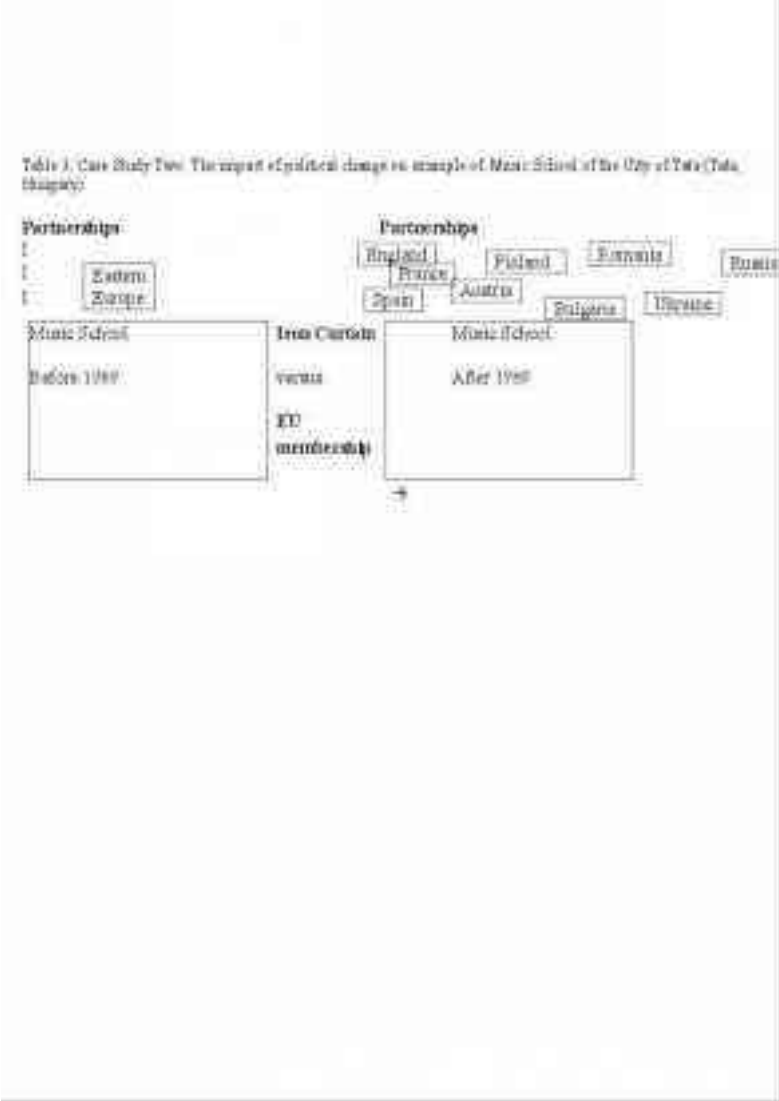 Table 3. Case Study Two: The impact of political change on example of Music School of the City of Tata (Tata,
Hungary)
Partnerships
Partnerships
England
Finland
Romania
Russia
France
Eastern
Europe
Spain
Austria
Bulgaria
Ukraine
Music School
Iron Curtain
Music School
Before 1989
versus
After 1989
EU
membership
→